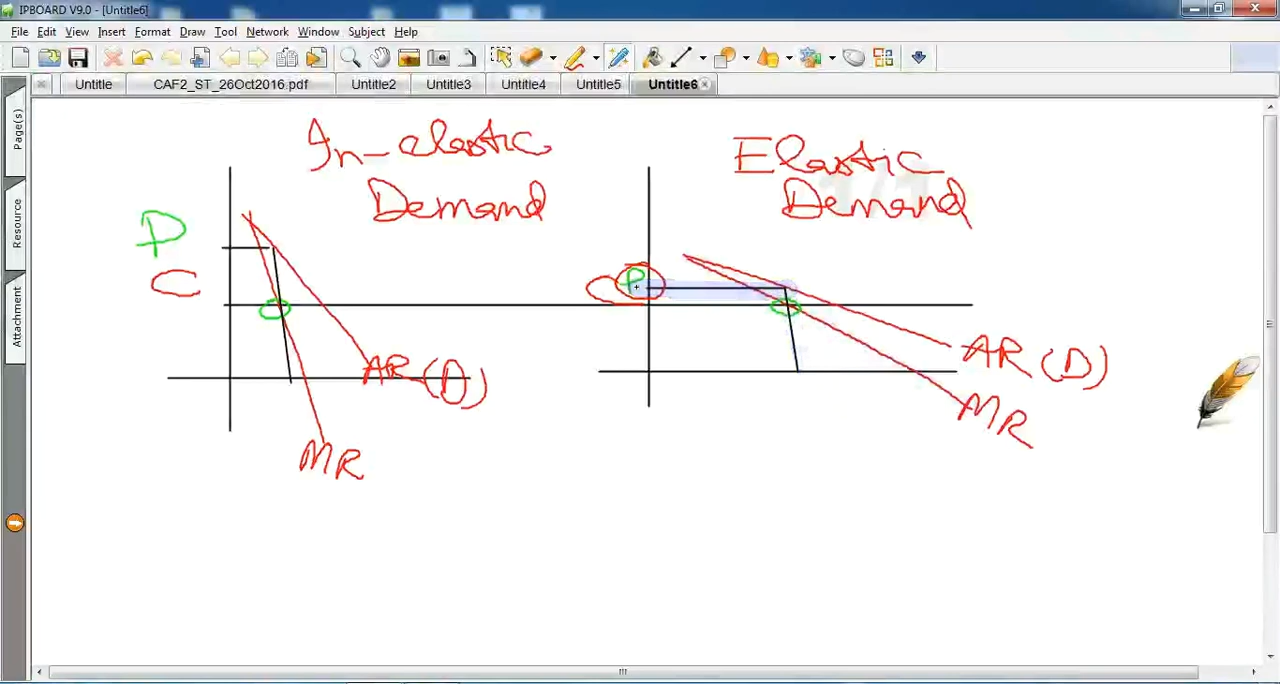 IPBOARD V9.0 - [Untitle6]
File Edit View Insert Format Draw Tool Network Window Subject Help
Untitle CAF2_ST_26Oct2016.pdf Untitle2 Untitle3 Untitle4 Untitle5 Untitle6
Page(s)
Resource
Attachment
In-elastic
Demand
Elastic
Demand
P
C
P
AR (D)
MR
AR (D)
MR